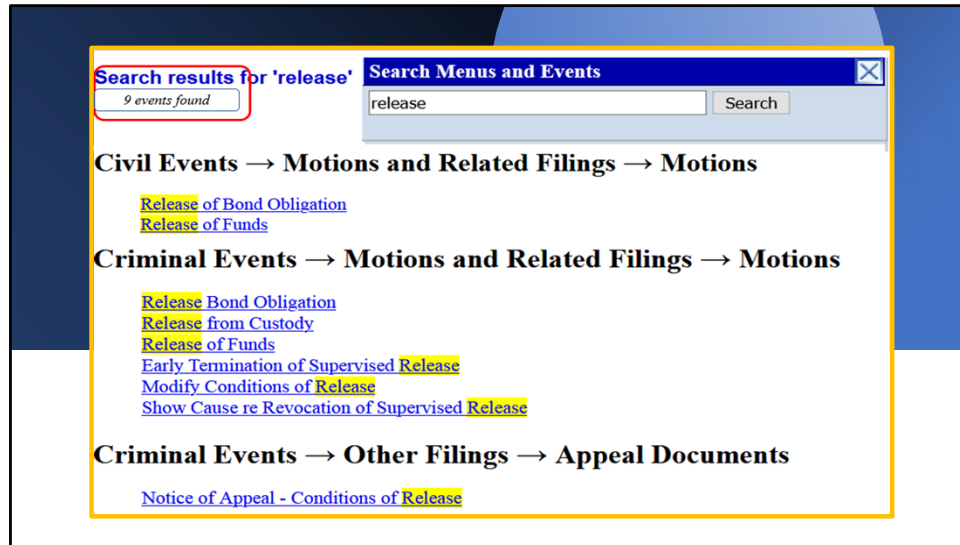 Search results for 'release'
9 events found
Search Menus and Events
release
Search
Civil Events → Motions and Related Filings → Motions
Release of Bond Obligation
Release of Funds
Criminal Events → Motions and Related Filings → Motions
Release Bond Obligation
Release from Custody
Release of Funds
Early Termination of Supervised Release
Modify Conditions of Release
Show Cause re Revocation of Supervised Release
Criminal Events → Other Filings → Appeal Documents
Notice of Appeal - Conditions of Release